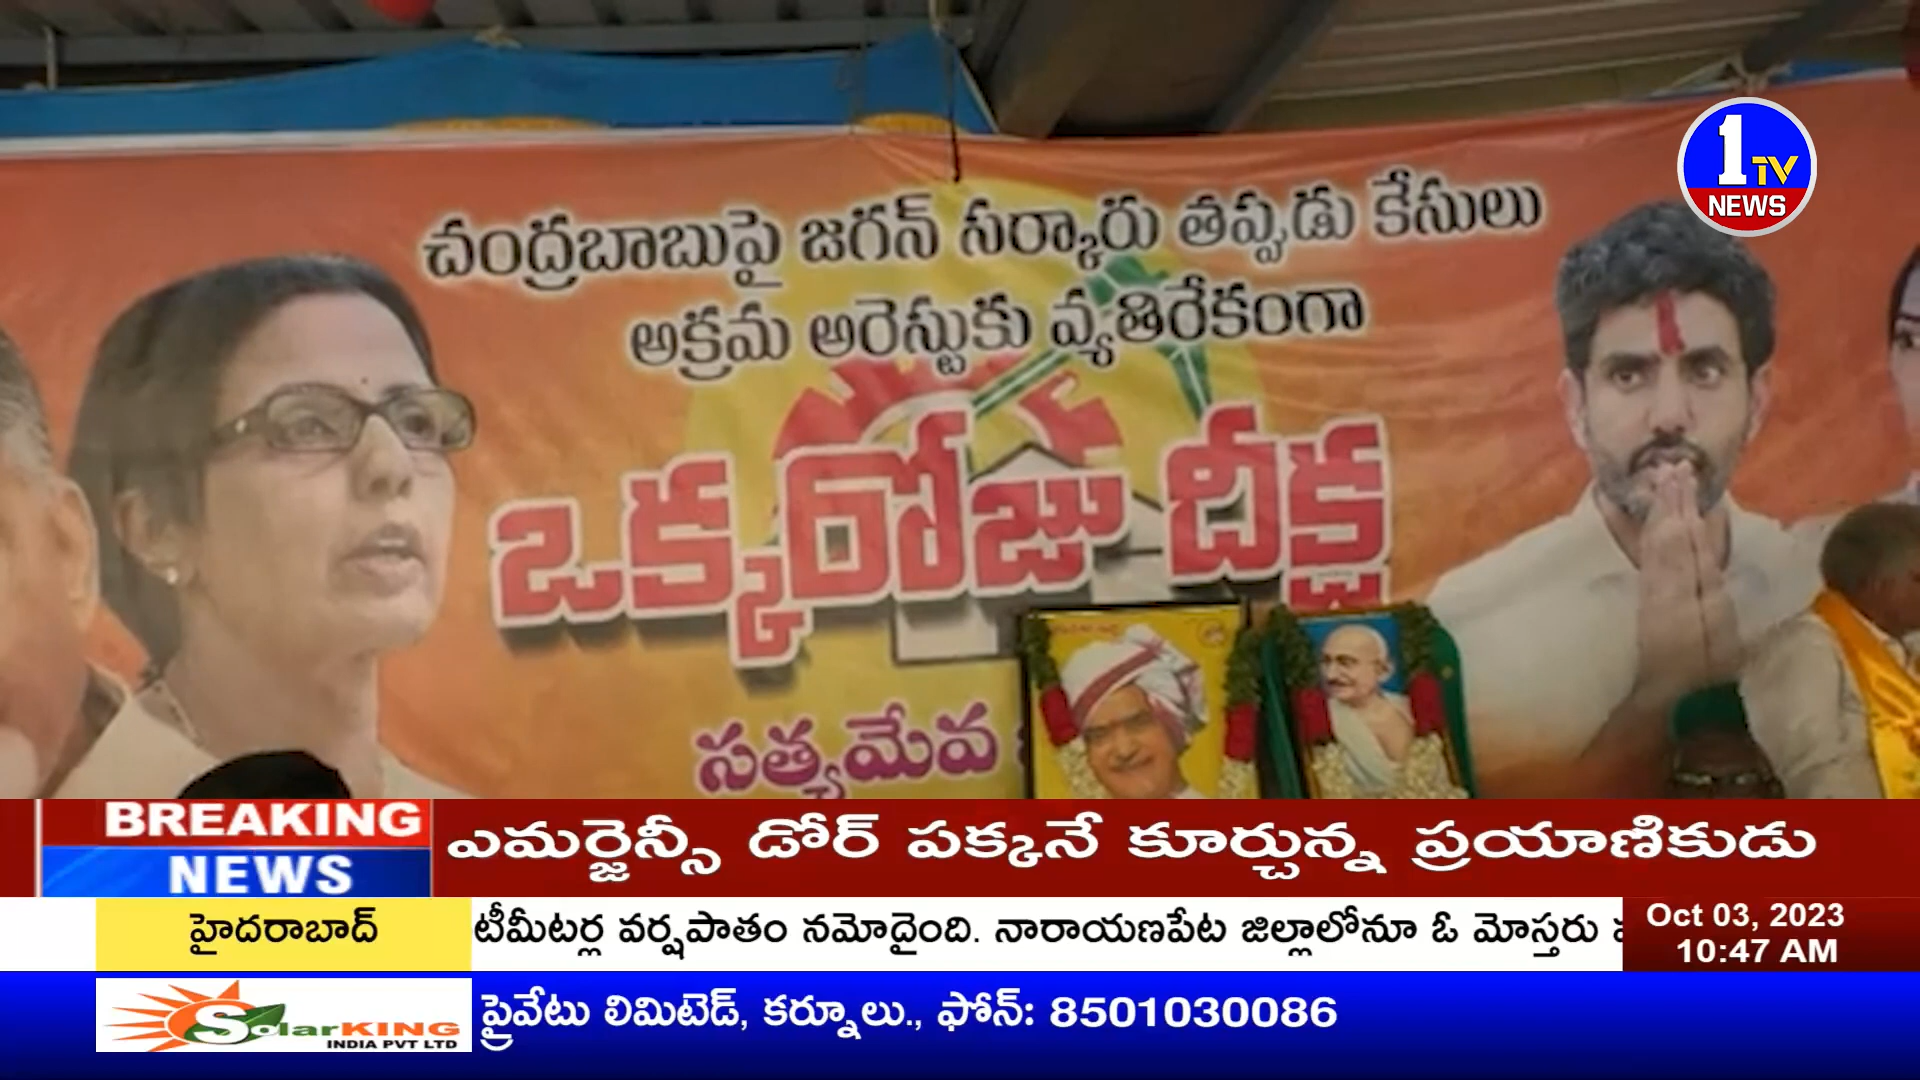 1
TV
NEWS
చంద్రబాబుపై జగన్ సర్కారు తప్పుడు కేసులు
అక్రమ అరెస్టుకు వ్యతిరేకంగా
ఒక్కరోజు దీక్ష
సత్యమేవ
BREAKING
NEWS
ఎమర్జెన్సీ డోర్ పక్కనే కూర్చున్న ప్రయాణికుడు
హైదరాబాద్
టీమీటర్ల వర్షపాతం నమోదైంది. నారాయణపేట జిల్లాలోనూ ఓ మోస్తరు
Oct 03, 2023
10:47 AM
SolarKING
INDIA PVT LTD
ప్రైవేటు లిమిటెడ్, కర్నూలు., ఫోన్: 8501030086